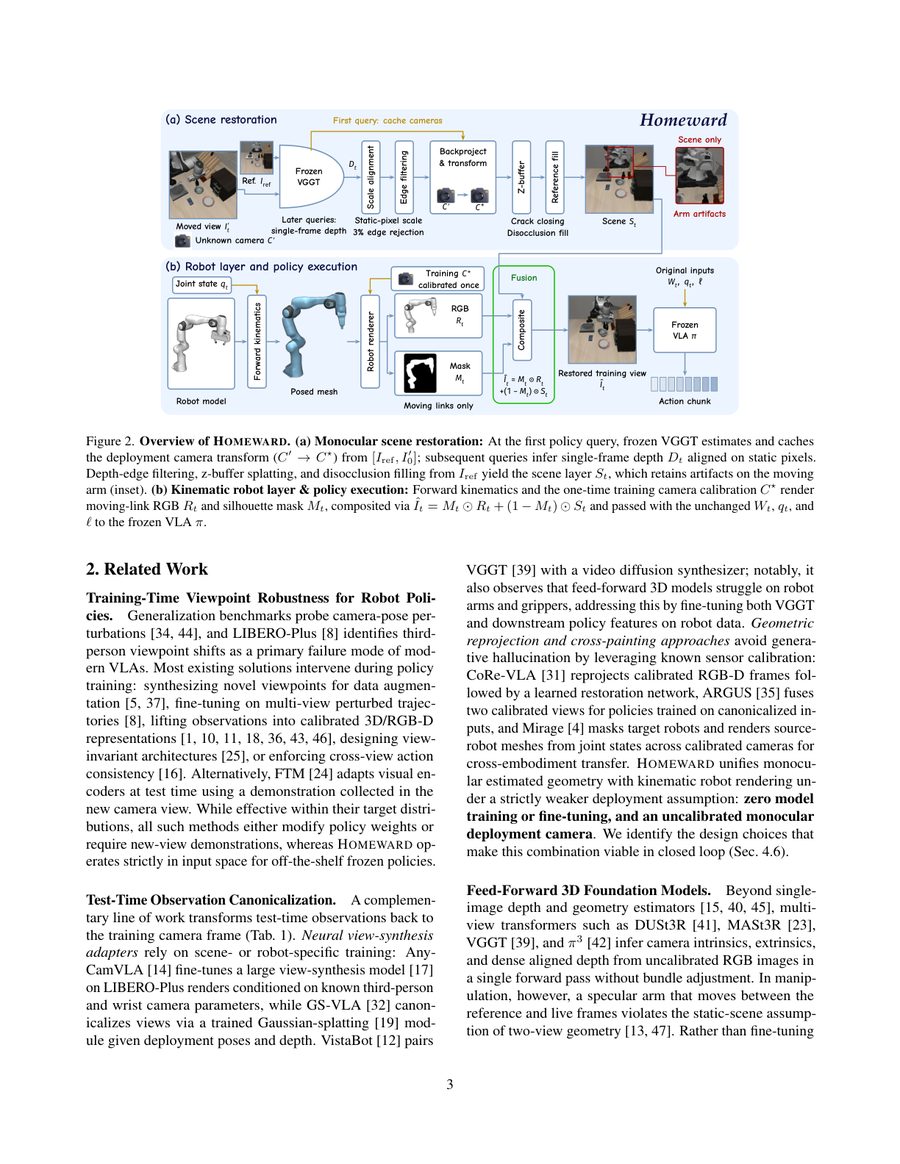 (a) Scene restoration
Homeward
First query: cache cameras
Scene only
Ref. I_ref
Frozen
VGGT
D_t
Scale alignment
Edge filtering
Backproject
& transform
C′
C*
Z-buffer
Reference fill
Moved view I′_t
Unknown camera C′
Later queries:
single-frame depth
Static-pixel scale
3% edge rejection
Crack closing
Disocclusion fill
Scene S_t
Arm artifacts
(b) Robot layer and policy execution
Joint state q_t
Training C*
calibrated once
Fusion
Original inputs
W_t, q_t, ℓ
Forward kinematics
Robot renderer
RGB
R_t
Mask
M_t
Composite
Î_t = M_t ⊙ R_t
+(1 − M_t) ⊙ S_t
Frozen
VLA π
Restored training view
Î_t
Robot model
Posed mesh
Moving links only
Action chunk
Figure 2. Overview of HOMEWARD. (a) Monocular scene restoration: At the first policy query, frozen VGGT estimates and caches
the deployment camera transform (C′ → C⋆) from [I_ref, I′_0]; subsequent queries infer single-frame depth D_t aligned on static pixels.
Depth-edge filtering, z-buffer splatting, and disocclusion filling from I_ref yield the scene layer S_t, which retains artifacts on the moving
arm (inset). (b) Kinematic robot layer & policy execution: Forward kinematics and the one-time training camera calibration C⋆ render
moving-link RGB R_t and silhouette mask M_t, composited via Î_t = M_t ⊙ R_t + (1 − M_t) ⊙ S_t and passed with the unchanged W_t, q_t, and
ℓ to the frozen VLA π.
2. Related Work
Training-Time Viewpoint Robustness for Robot Poli-
cies. Generalization benchmarks probe camera-pose per-
turbations [34, 44], and LIBERO-Plus [8] identifies third-
person viewpoint shifts as a primary failure mode of mod-
ern VLAs. Most existing solutions intervene during policy
training: synthesizing novel viewpoints for data augmen-
tation [5, 37], fine-tuning on multi-view perturbed trajec-
tories [8], lifting observations into calibrated 3D/RGB-D
representations [1, 10, 11, 18, 36, 43, 46], designing view-
invariant architectures [25], or enforcing cross-view action
consistency [16]. Alternatively, FTM [24] adapts visual en-
coders at test time using a demonstration collected in the
new camera view. While effective within their target distri-
butions, all such methods either modify policy weights or
require new-view demonstrations, whereas HOMEWARD op-
erates strictly in input space for off-the-shelf frozen policies.
Test-Time Observation Canonicalization. A complemen-
tary line of work transforms test-time observations back to
the training camera frame (Tab. 1). Neural view-synthesis
adapters rely on scene- or robot-specific training: Any-
CamVLA [14] fine-tunes a large view-synthesis model [17]
on LIBERO-Plus renders conditioned on known third-person
and wrist camera parameters, while GS-VLA [32] canon-
icalizes views via a trained Gaussian-splatting [19] mod-
ule given deployment poses and depth. VistaBot [12] pairs
VGGT [39] with a video diffusion synthesizer; notably, it
also observes that feed-forward 3D models struggle on robot
arms and grippers, addressing this by fine-tuning both VGGT
and downstream policy features on robot data. Geometric
reprojection and cross-painting approaches avoid genera-
tive hallucination by leveraging known sensor calibration:
CoRe-VLA [31] reprojects calibrated RGB-D frames fol-
lowed by a learned restoration network, ARGUS [35] fuses
two calibrated views for policies trained on canonicalized in-
puts, and Mirage [4] masks target robots and renders source-
robot meshes from joint states across calibrated cameras for
cross-embodiment transfer. HOMEWARD unifies monocu-
lar estimated geometry with kinematic robot rendering un-
der a strictly weaker deployment assumption: zero model
training or fine-tuning, and an uncalibrated monocular
deployment camera. We identify the design choices that
make this combination viable in closed loop (Sec. 4.6).
Feed-Forward 3D Foundation Models. Beyond single-
image depth and geometry estimators [15, 40, 45], multi-
view transformers such as DUSt3R [41], MASt3R [23],
VGGT [39], and π³ [42] infer camera intrinsics, extrinsics,
and dense aligned depth from uncalibrated RGB images in
a single forward pass without bundle adjustment. In manip-
ulation, however, a specular arm that moves between the
reference and live frames violates the static-scene assump-
tion of two-view geometry [13, 47]. Rather than fine-tuning
3